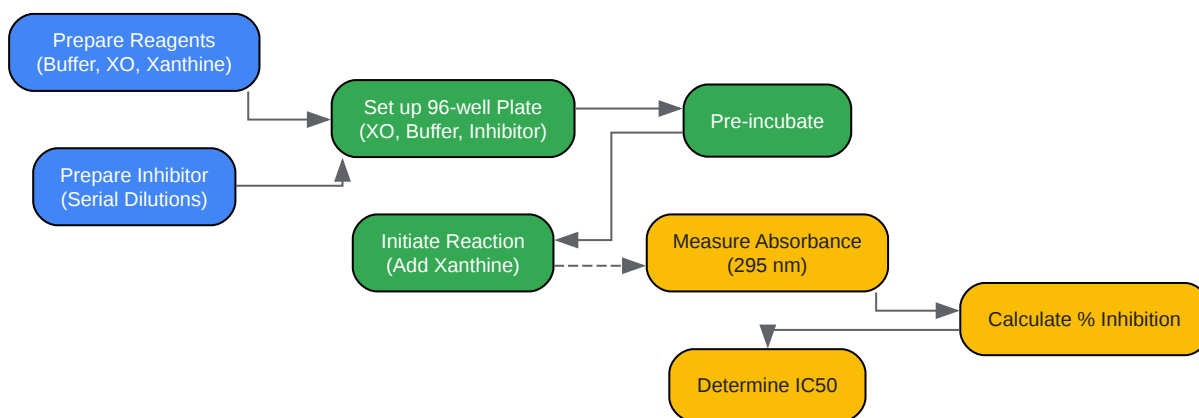 Prepare Reagents
(Buffer, XO, Xanthine)
Prepare Inhibitor
(Serial Dilutions)
Set up 96-well Plate
(XO, Buffer, Inhibitor)
Pre-incubate
Initiate Reaction
(Add Xanthine)
Measure Absorbance
(295 nm)
Calculate % Inhibition
Determine IC50